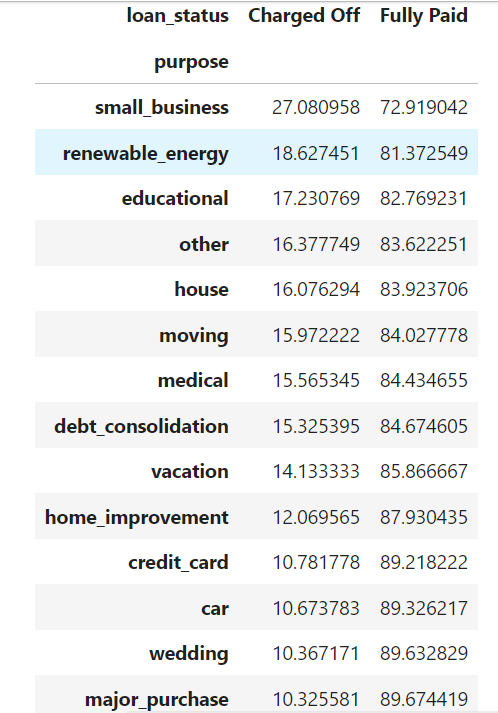 loan_status Charged Off Fully Paid
purpose
small_business 27.080958 72.919042
renewable_energy 18.627451 81.372549
educational 17.230769 82.769231
other 16.377749 83.622251
house 16.076294 83.923706
moving 15.972222 84.027778
medical 15.565345 84.434655
debt_consolidation 15.325395 84.674605
vacation 14.133333 85.866667
home_improvement 12.069565 87.930435
credit_card 10.781778 89.218222
car 10.673783 89.326217
wedding 10.367171 89.632829
major_purchase 10.325581 89.674419